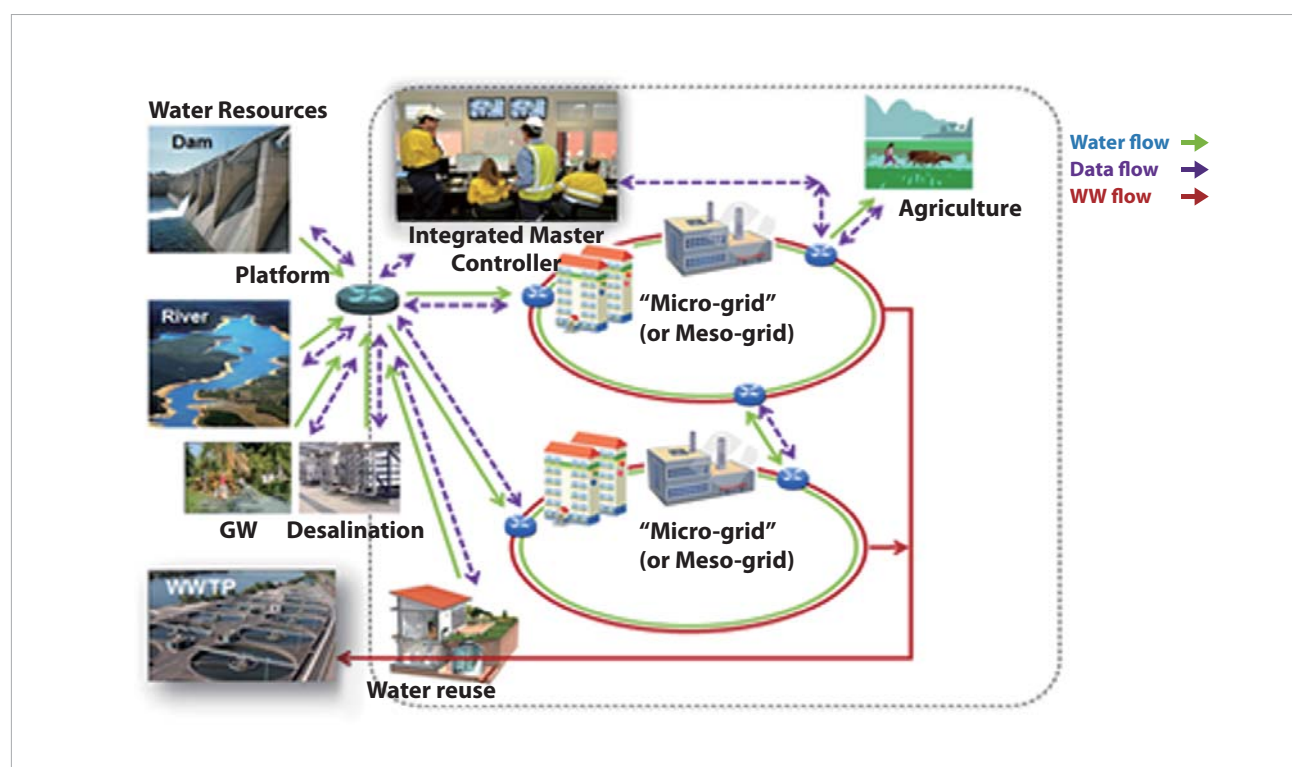 Water Resources
Dam
Integrated Master
Controller
Agriculture
Water flow
Data flow
WW flow
Platform
River
“Micro-grid”
(or Meso-grid)
GW
Desalination
“Micro-grid”
(or Meso-grid)
WWTP
Water reuse